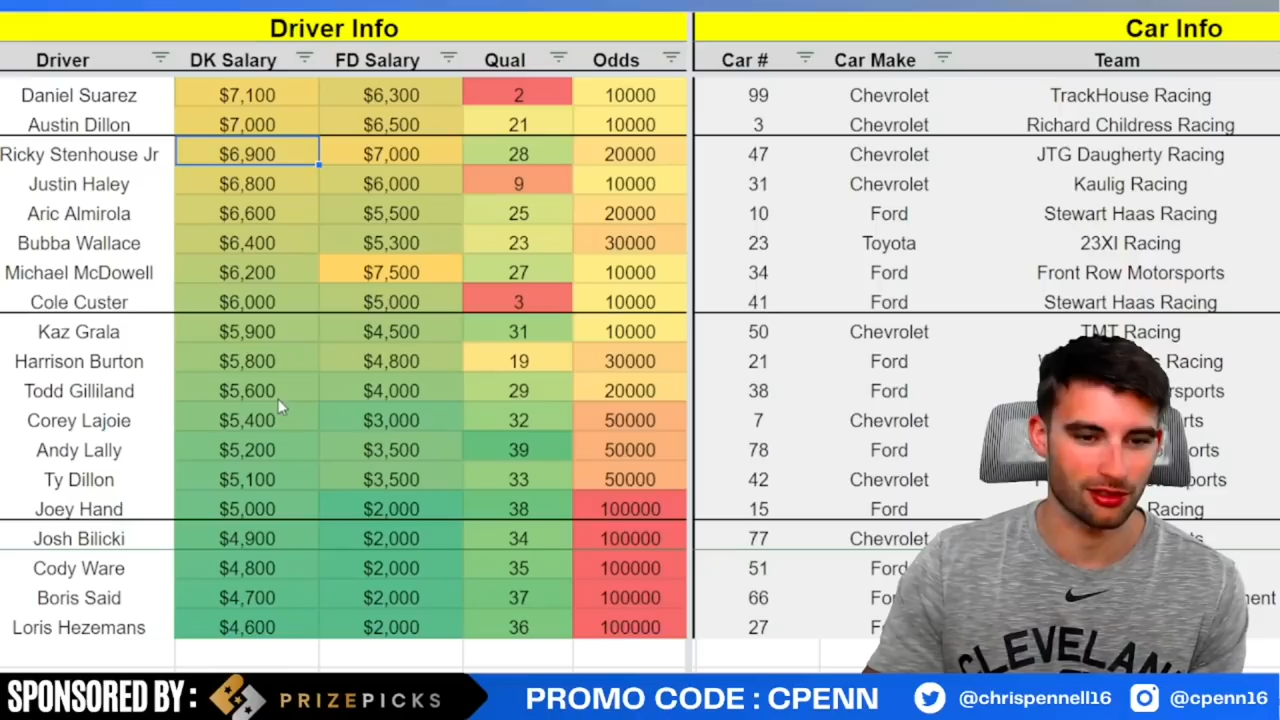 Driver Info Car Info
Driver DK Salary FD Salary Qual Odds Car # Car Make Team
Daniel Suarez $7,100 $6,300 2 10000 99 Chevrolet TrackHouse Racing
Austin Dillon $7,000 $6,500 21 10000 3 Chevrolet Richard Childress Racing
Ricky Stenhouse Jr $6,900 $7,000 28 20000 47 Chevrolet JTG Daugherty Racing
Justin Haley $6,800 $6,000 9 10000 31 Chevrolet Kaulig Racing
Aric Almirola $6,600 $5,500 25 20000 10 Ford Stewart Haas Racing
Bubba Wallace $6,400 $5,300 23 30000 23 Toyota 23XI Racing
Michael McDowell $6,200 $7,500 27 10000 34 Ford Front Row Motorsports
Cole Custer $6,000 $5,000 3 10000 41 Ford Stewart Haas Racing
Kaz Grala $5,900 $4,500 31 10000 50 Chevrolet TMT Racing
Harrison Burton $5,800 $4,800 19 30000 21 Ford Racing
Todd Gilliland $5,600 $4,000 29 20000 38 Ford
Corey Lajoie $5,400 $3,000 32 50000 7 Chevrolet
Andy Lally $5,200 $3,500 39 50000 78 Ford
Ty Dillon $5,100 $3,500 33 50000 42 Chevrolet
Joey Hand $5,000 $2,000 38 100000 15 Ford Racing
Josh Bilicki $4,900 $2,000 34 100000 77 Chevrolet
Cody Ware $4,800 $2,000 35 100000 51
Boris Said $4,700 $2,000 37 100000 66
Loris Hezemans $4,600 $2,000 36 100000 27
CLEVELAND
SPONSORED BY : PRIZEPICKS PROMO CODE : CPENN @chrispennell16 @cpenn16